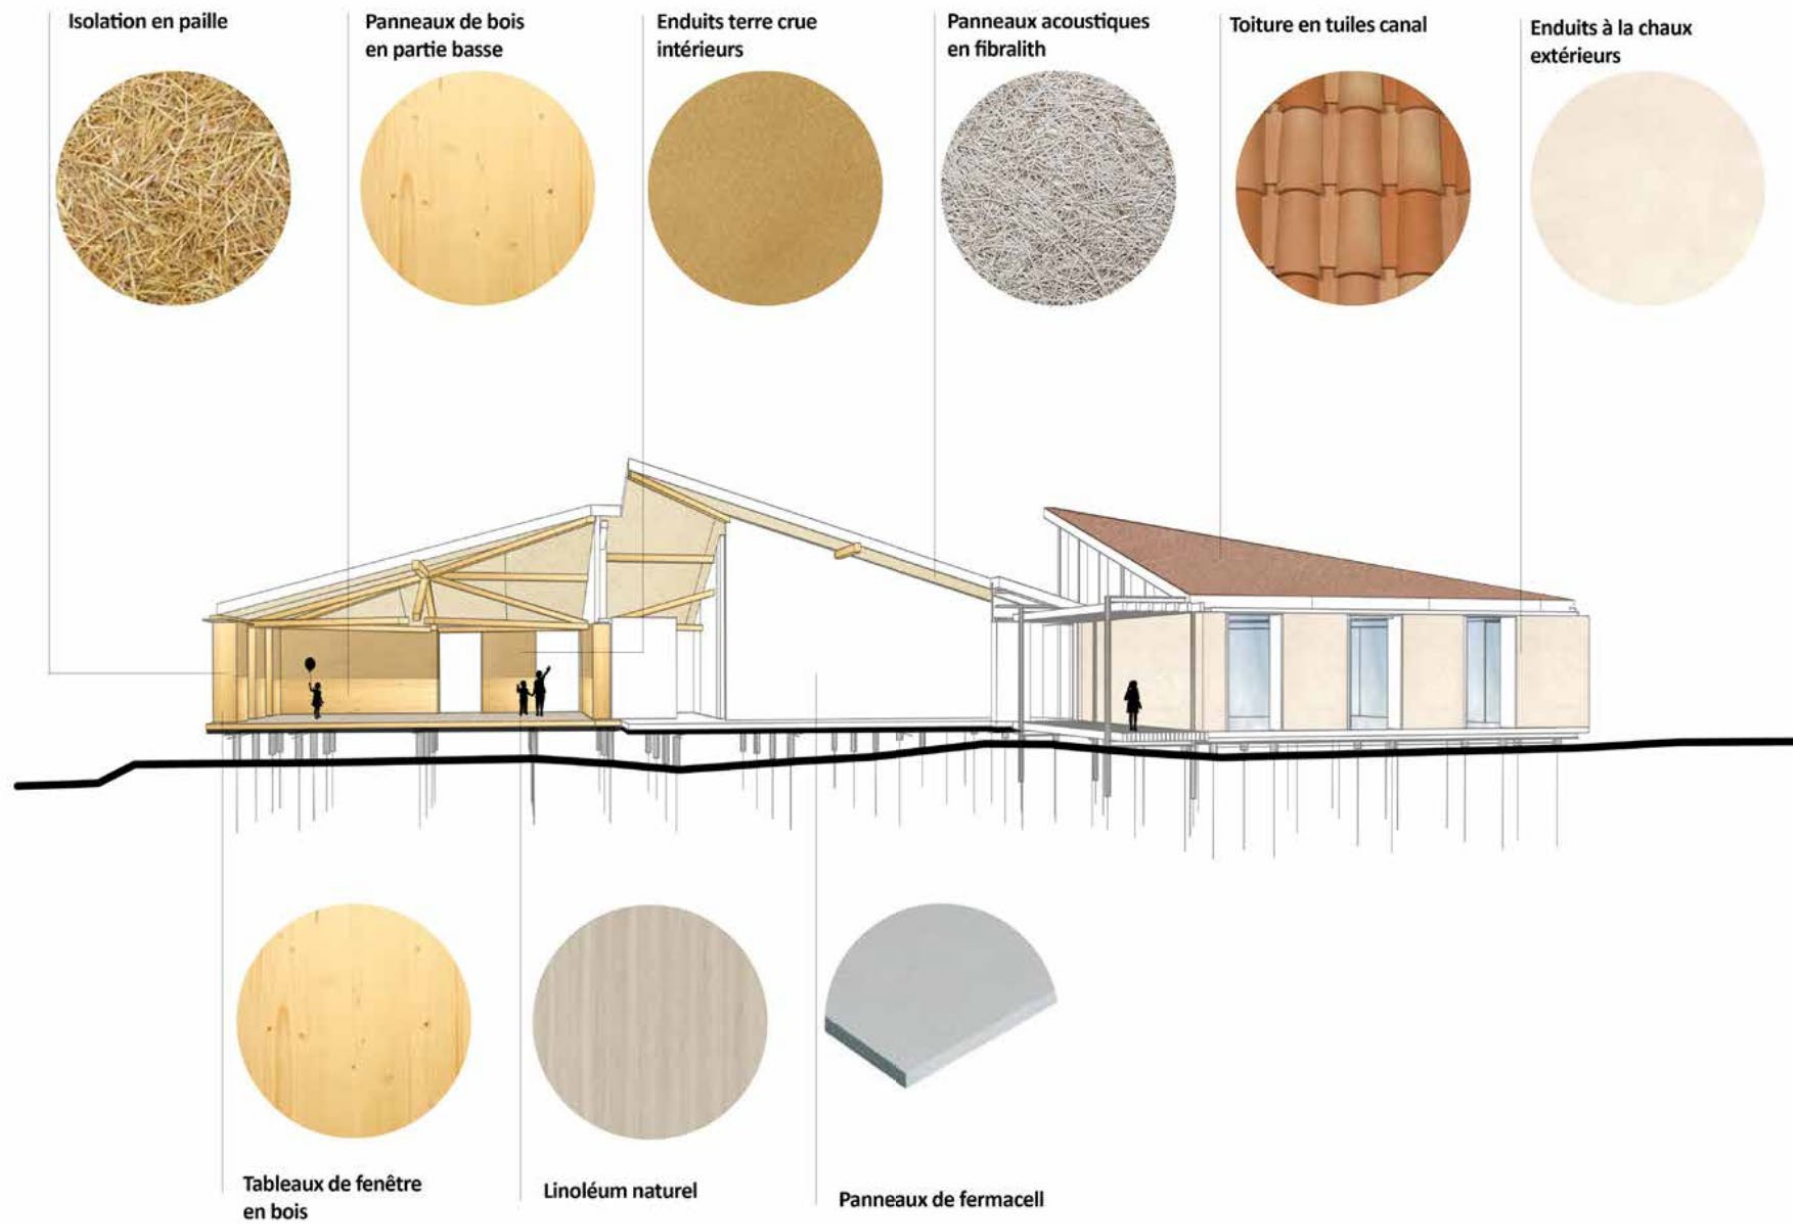 Isolation en paille
Panneaux de bois
en partie basse
Enduits terre crue
intérieurs
Panneaux acoustiques
en fibralith
Toiture en tuiles canal
Enduits à la chaux
extérieurs
Tableaux de fenêtre
en bois
Linoléum naturel
Panneaux de fermacell